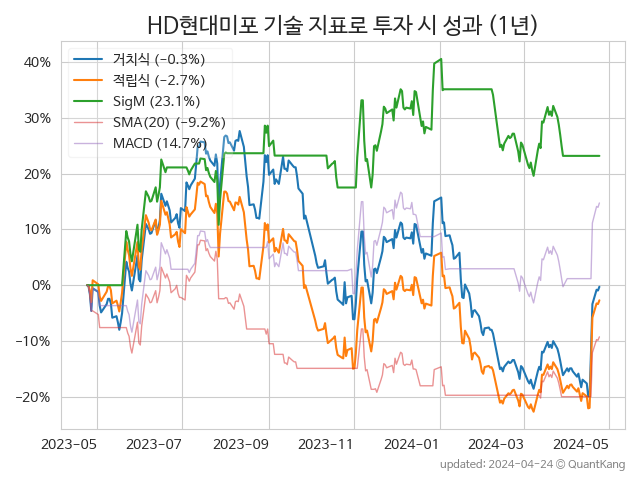 HD현대미포 기술 지표로 투자 시 성과 (1년)
거치식 (−0.3%)
적립식 (−2.7%)
SigM (23.1%)
SMA(20) (−9.2%)
MACD (14.7%)
40%
30%
20%
10%
0%
−10%
−20%
2023−05 2023−07 2023−09 2023−11 2024−01 2024−03 2024−05
updated: 2024−04−24 ⓒ QuantKang